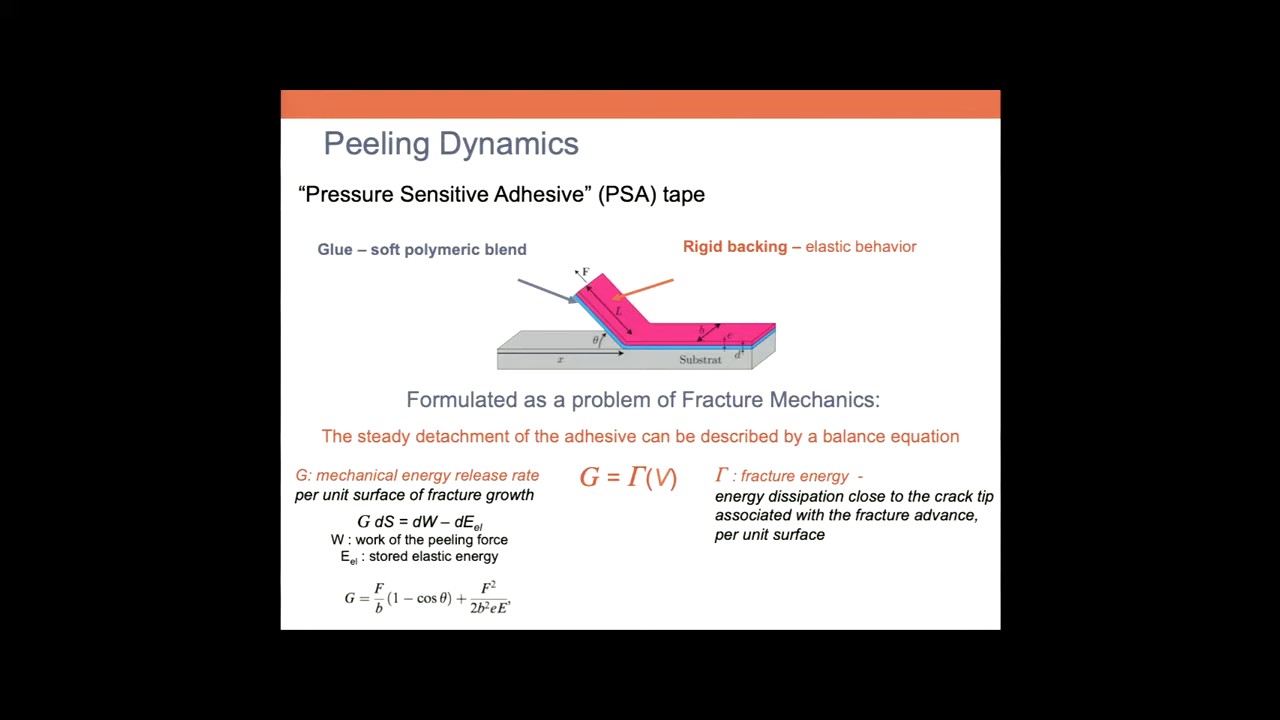 Peeling Dynamics
“Pressure Sensitive Adhesive” (PSA) tape
Glue – soft polymeric blend
Rigid backing – elastic behavior
F
L
b
e
θ
x
Substrat
d
Formulated as a problem of Fracture Mechanics:
The steady detachment of the adhesive can be described by a balance equation
G: mechanical energy release rate
per unit surface of fracture growth
G dS = dW – dE_el
W : work of the peeling force
E_el : stored elastic energy
G = F/b (1 − cos θ) + F²/2b²eE,
G = Γ(V)
Γ : fracture energy -
energy dissipation close to the crack tip
associated with the fracture advance,
per unit surface